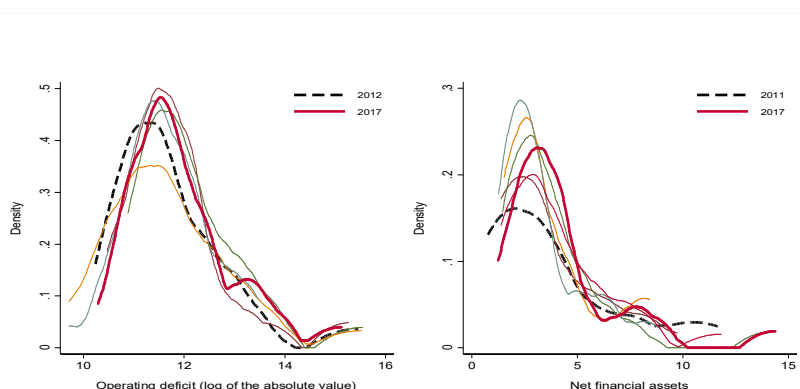 2012
2017
Density
0 .1 .2 .3 .4 .5
10 12 14 16
Operating deficit (log of the absolute value)
2011
2017
Density
0 .1 .2 .3
0 5 10 15
Net financial assets